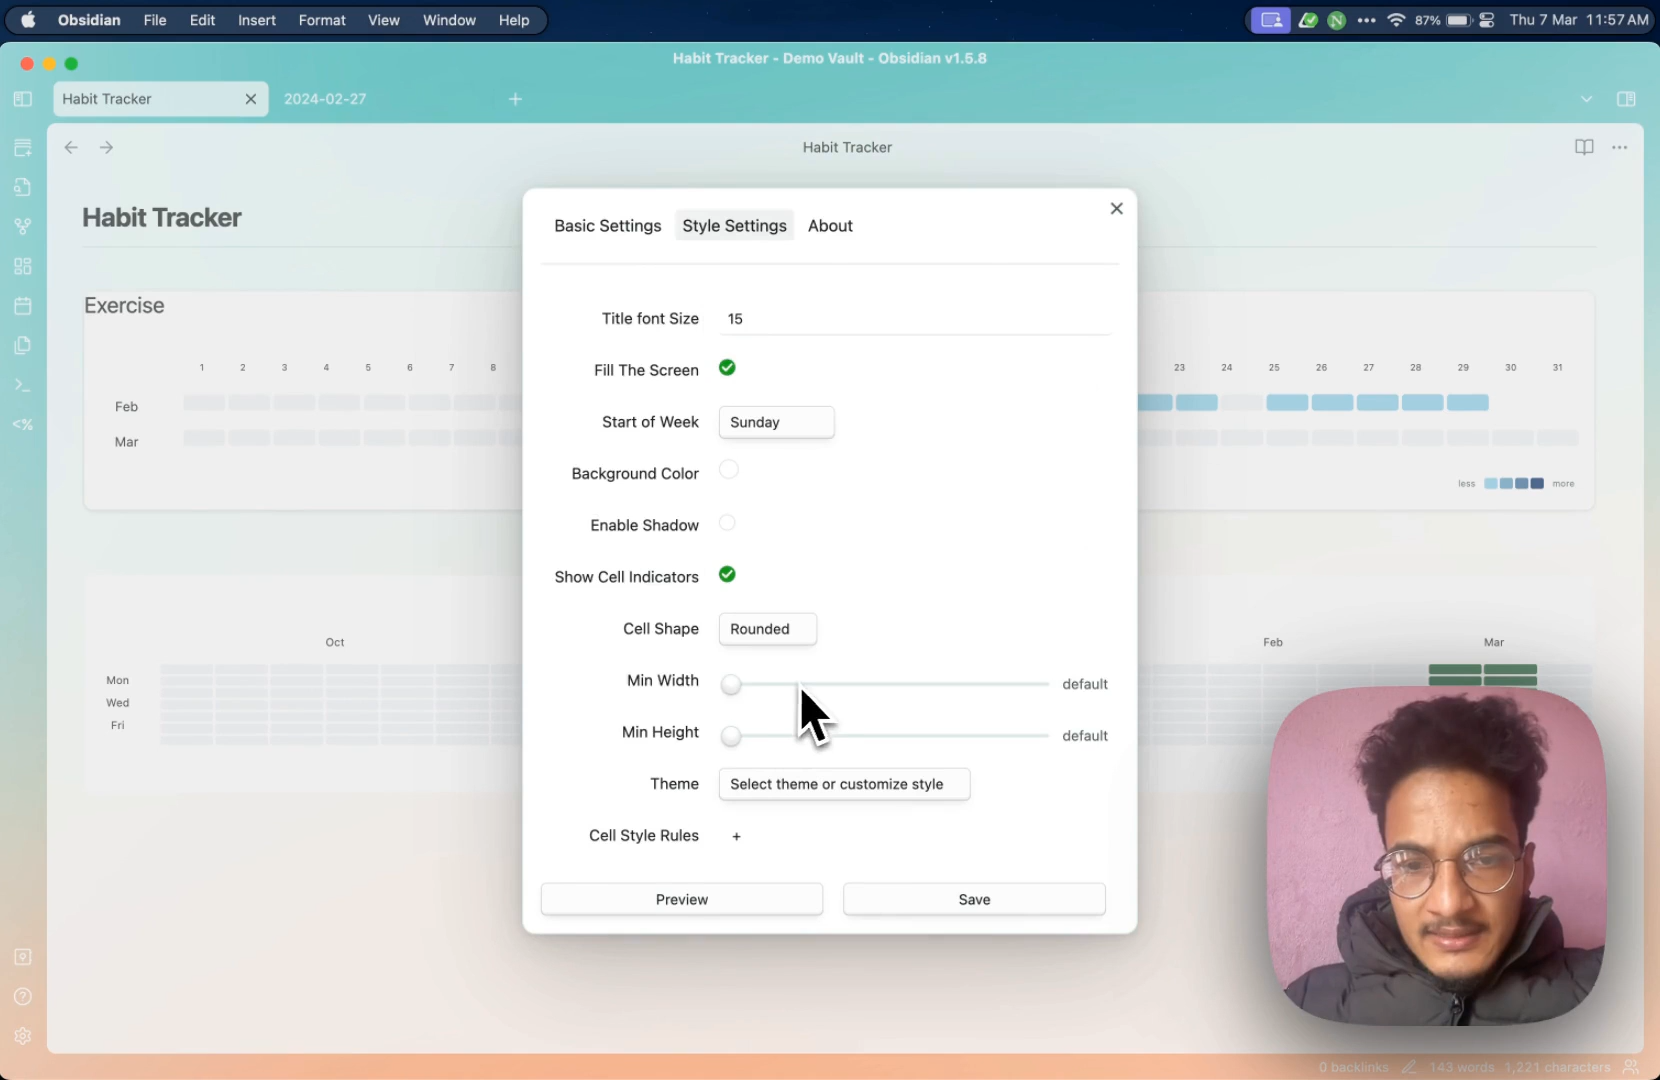 Obsidian File Edit Insert Format View Window Help
N 87% Thu 7 Mar 11:57 AM
Habit Tracker - Demo Vault - Obsidian v1.5.8
Habit Tracker 2024-02-27
Habit Tracker
Habit Tracker
Basic Settings Style Settings About
Exercise
Title font Size 15
1 2 3 4 5 6 7 8 23 24 25 26 27 28 29 30 31
Fill The Screen
Feb
Start of Week Sunday
Mar
Background Color
less more
Enable Shadow
Show Cell Indicators
Cell Shape Rounded
Oct Feb Mar
Mon
Min Width default
Wed
Fri
Min Height default
Theme Select theme or customize style
Cell Style Rules +
Preview Save
0 backlinks 143 words 1,221 characters